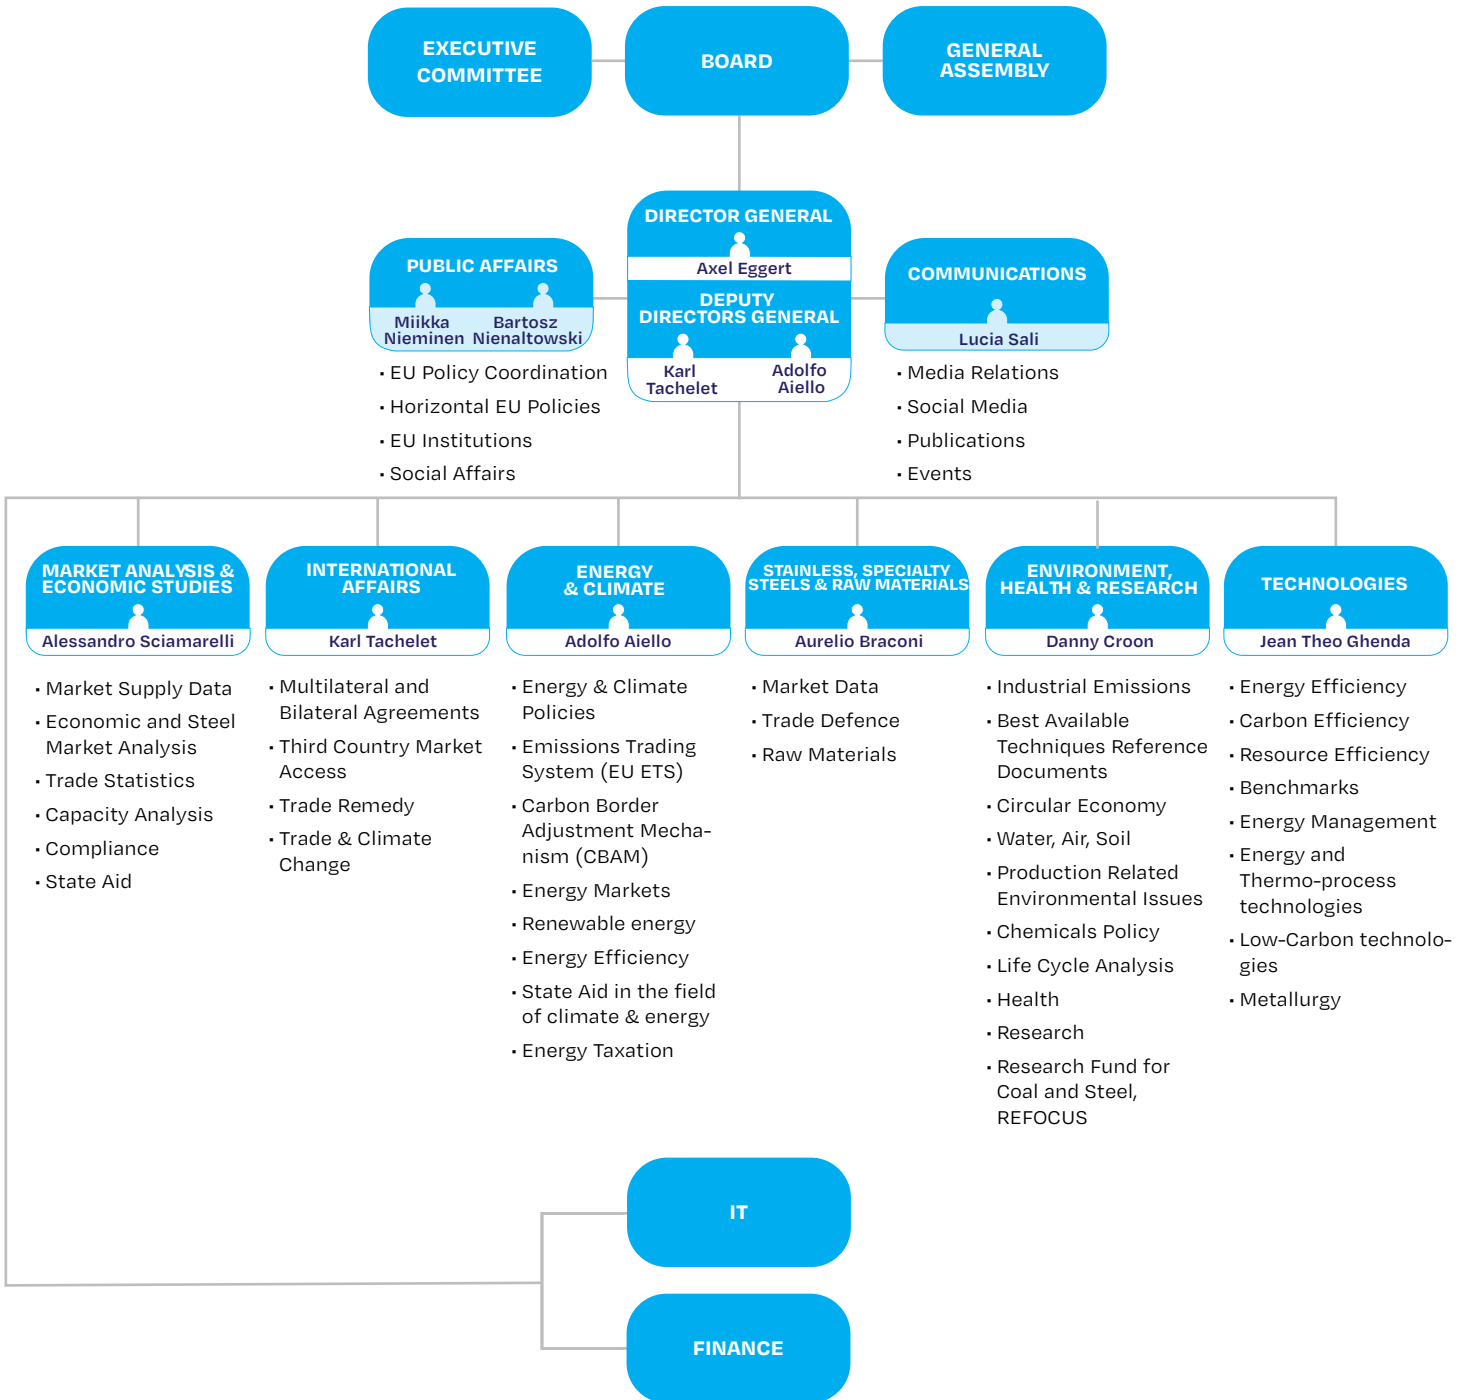 EXECUTIVE
COMMITTEE
BOARD
GENERAL
ASSEMBLY
DIRECTOR GENERAL
Axel Eggert
DEPUTY
DIRECTORS GENERAL
Karl
Tachelet
Adolfo
Aiello
PUBLIC AFFAIRS
Miikka
Nieminen
Bartosz
Nienaltowski
• EU Policy Coordination
• Horizontal EU Policies
• EU Institutions
• Social Affairs
COMMUNICATIONS
Lucia Sali
• Media Relations
• Social Media
• Publications
• Events
MARKET ANALYSIS &
ECONOMIC STUDIES
Alessandro Sciamarelli
• Market Supply Data
• Economic and Steel
Market Analysis
• Trade Statistics
• Capacity Analysis
• Compliance
• State Aid
INTERNATIONAL
AFFAIRS
Karl Tachelet
• Multilateral and
Bilateral Agreements
• Third Country Market
Access
• Trade Remedy
• Trade & Climate
Change
ENERGY
& CLIMATE
Adolfo Aiello
• Energy & Climate
Policies
• Emissions Trading
System (EU ETS)
• Carbon Border
Adjustment Mecha-
nism (CBAM)
• Energy Markets
• Renewable energy
• Energy Efficiency
• State Aid in the field
of climate & energy
• Energy Taxation
STAINLESS, SPECIALTY
STEELS & RAW MATERIALS
Aurelio Braconi
• Market Data
• Trade Defence
• Raw Materials
ENVIRONMENT,
HEALTH & RESEARCH
Danny Croon
• Industrial Emissions
• Best Available
Techniques Reference
Documents
• Circular Economy
• Water, Air, Soil
• Production Related
Environmental Issues
• Chemicals Policy
• Life Cycle Analysis
• Health
• Research
• Research Fund for
Coal and Steel,
REFOCUS
TECHNOLOGIES
Jean Theo Ghenda
• Energy Efficiency
• Carbon Efficiency
• Resource Efficiency
• Benchmarks
• Energy Management
• Energy and
Thermo-process
technologies
• Low-Carbon technolo-
gies
• Metallurgy
IT
FINANCE